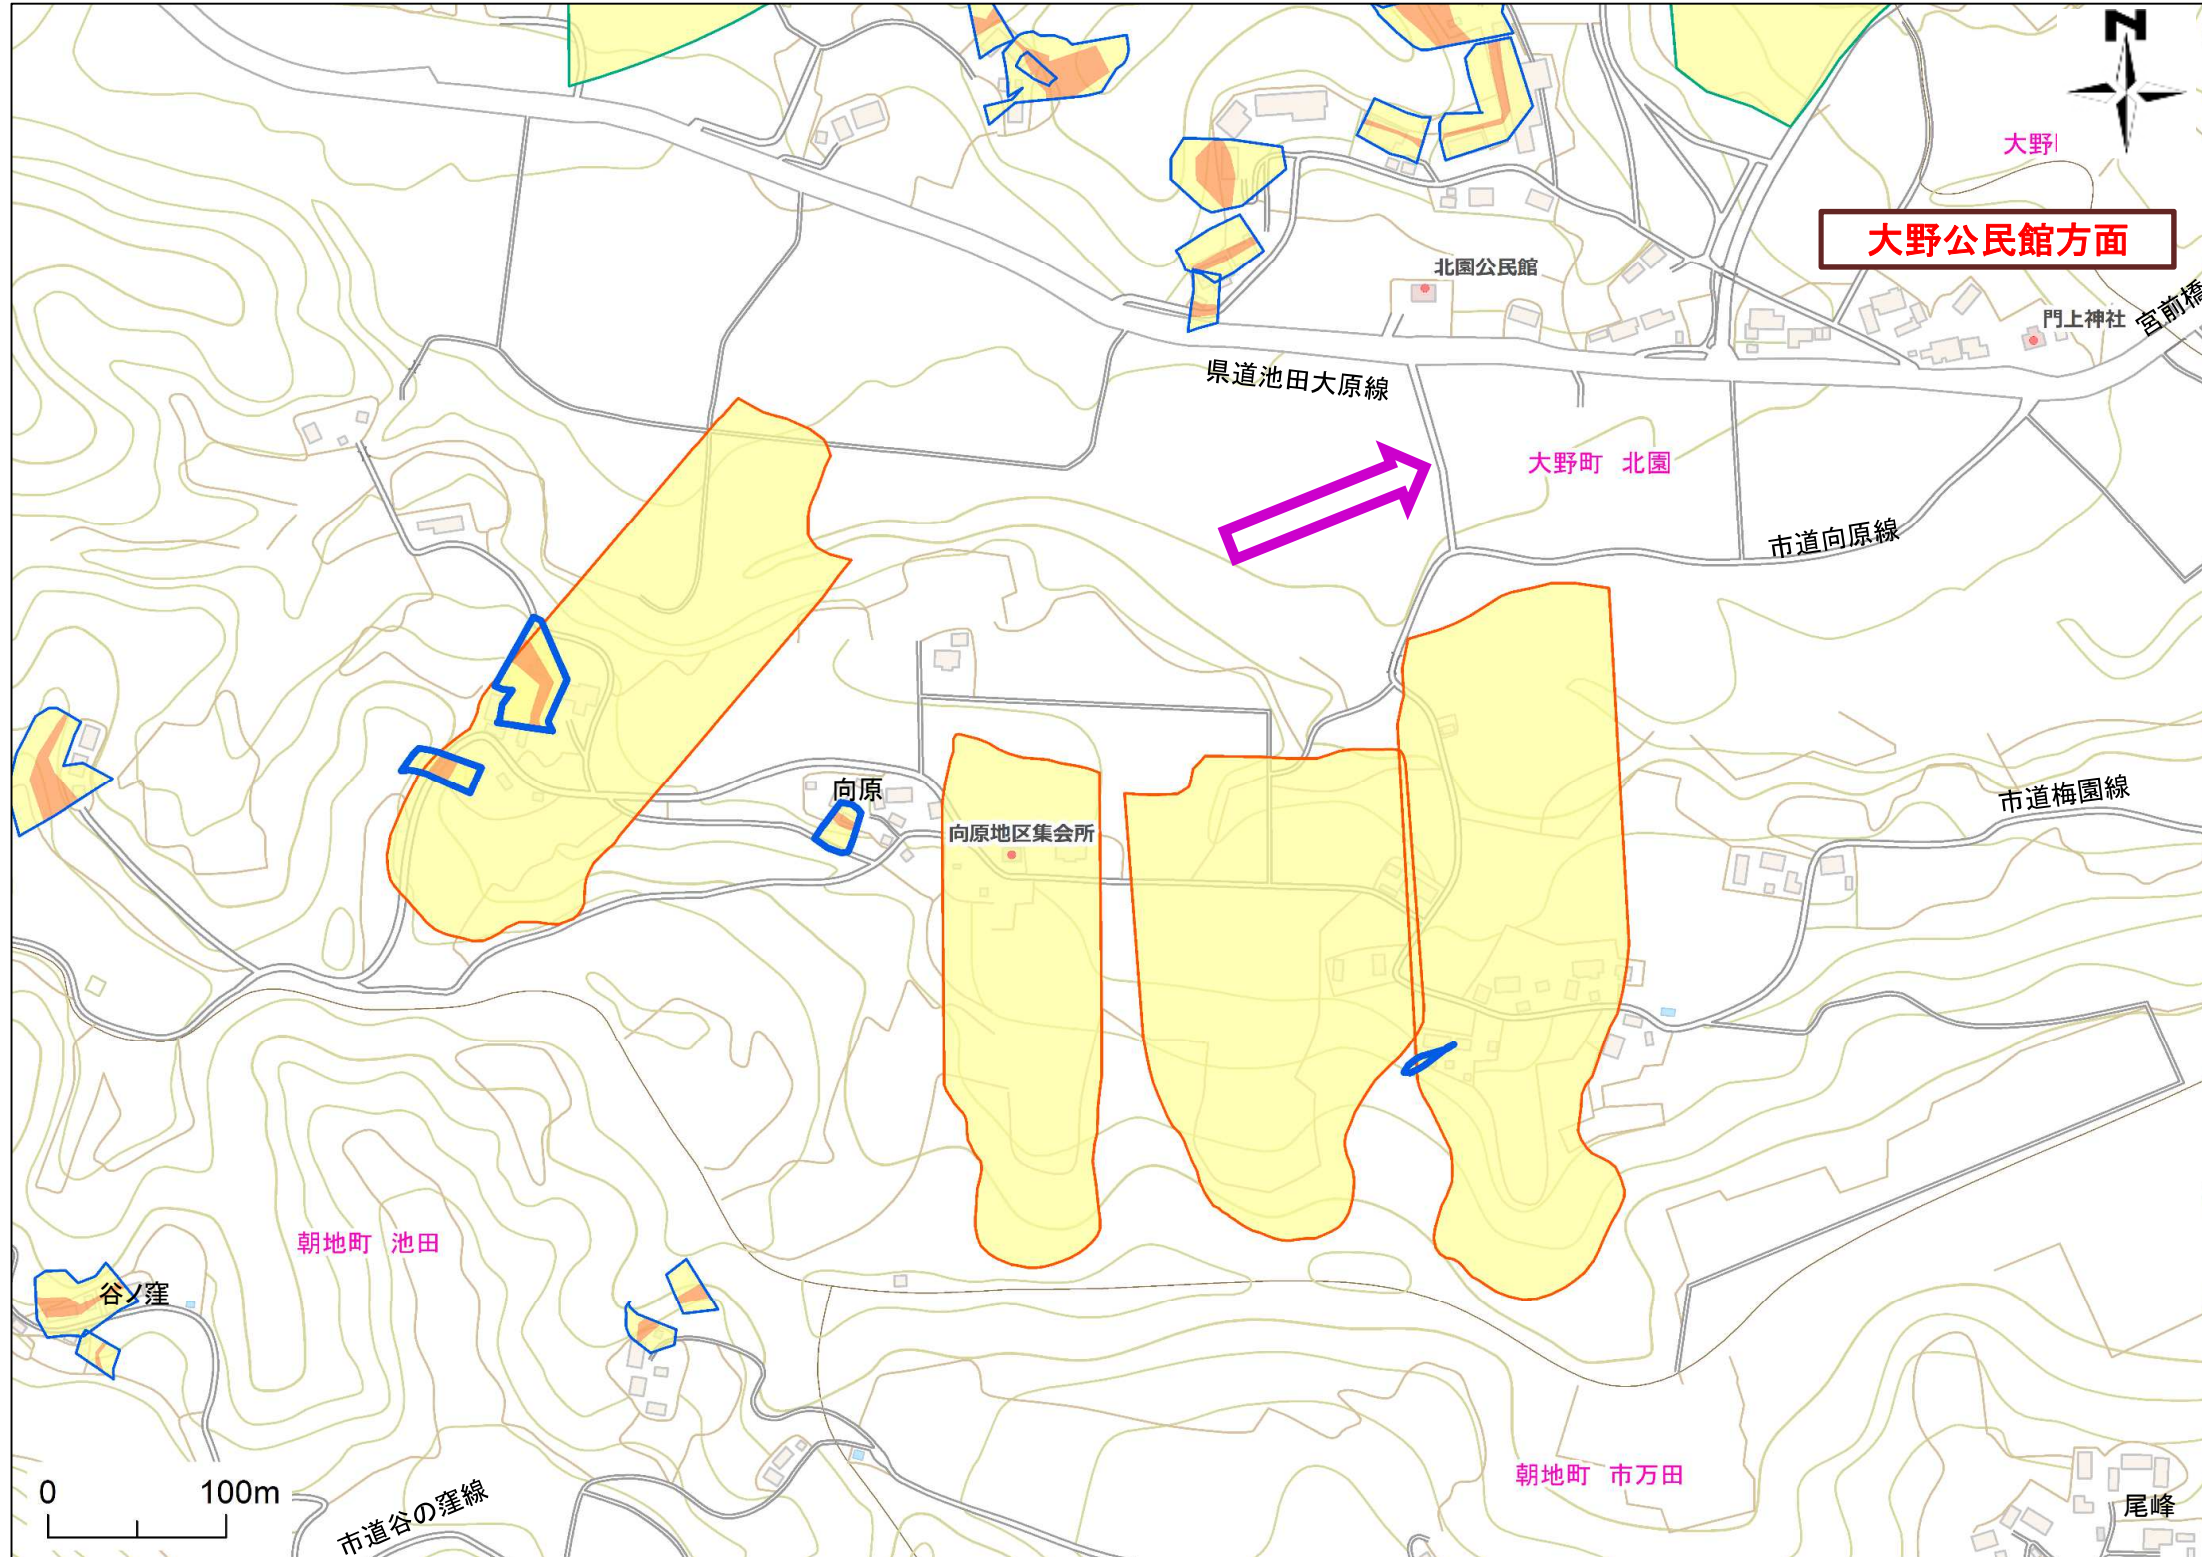 N
大野
大野公民館方面
北園公民館
門上神社
宮前橋
県道池田大原線
大野町 北園
市道向原線
向原
向原地区集会所
市道梅園線
朝地町 池田
谷ノ窪
朝地町 市万田
0 100m
市道谷の窪線
尾峰